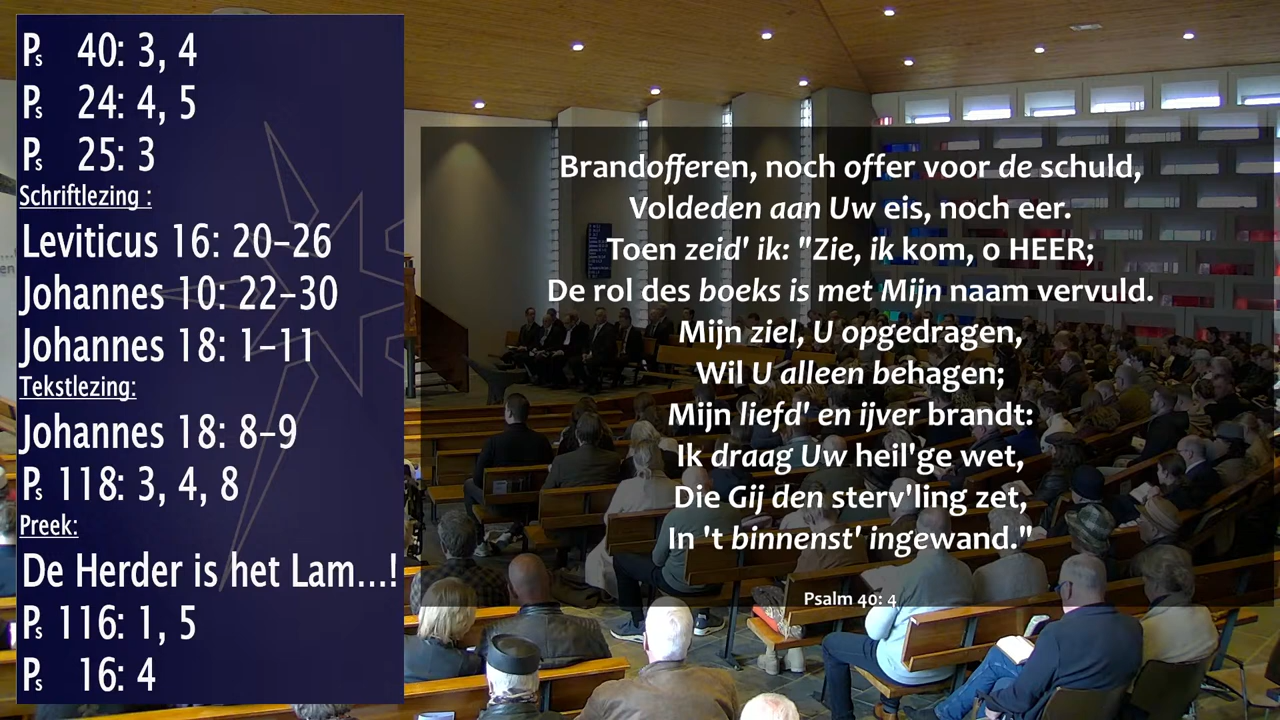 Ps 40: 3, 4
Ps 24: 4, 5
Ps 25: 3
Schriftlezing :
Leviticus 16: 20-26
Johannes 10: 22-30
Johannes 18: 1-11
Tekstlezing:
Johannes 18: 8-9
Ps 118: 3, 4, 8
Preek:
De Herder is het Lam...!
Ps 116: 1, 5
Ps 16: 4
Brandofferen, noch offer voor de schuld,
Voldeden aan Uw eis, noch eer.
Toen zeid' ik: "Zie, ik kom, o HEER;
De rol des boeks is met Mijn naam vervuld.
Mijn ziel, U opgedragen,
Wil U alleen behagen;
Mijn liefd' en ijver brandt:
Ik draag Uw heil'ge wet,
Die Gij den sterv'ling zet,
In 't binnenst' ingewand."
Psalm 40: 4